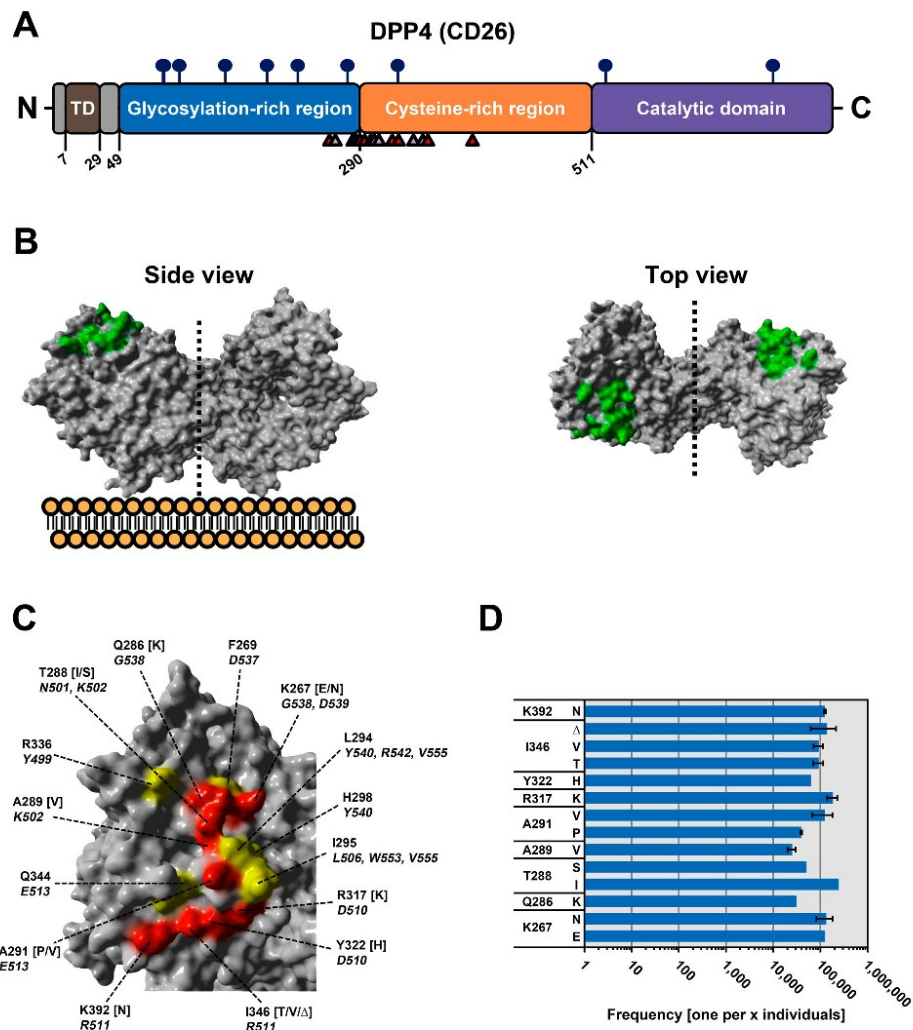 A
DPP4 (CD26)
N
TD
Glycosylation-rich region
Cysteine-rich region
Catalytic domain
C
7
29
49
290
511
B
Side view
Top view
C
Q286 [K]
G538
F269
D537
T288 [I/S]
N501, K502
K267 [E/N]
G538, D539
L294
Y540, R542, V555
R336
Y499
H298
Y540
A289 [V]
K502
I295
L506, W553, V555
Q344
E513
R317 [K]
D510
Y322 [H]
D510
A291 [P/V]
E513
K392 [N]
R511
I346 [T/V/Δ]
R511
D
K392 N
I346 Δ
V
T
Y322 H
R317 K
A291 V
P
A289 V
T288 S
I
Q286 K
K267 N
E
1
10
100
1,000
10,000
100,000
1,000,000
Frequency [one per x individuals]